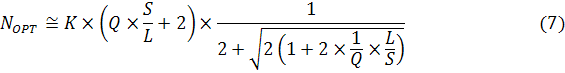 N_OPT ≅ K × (Q × S/L + 2) × 1/(2 + √(2(1 + 2 × 1/Q × L/S))) (7)